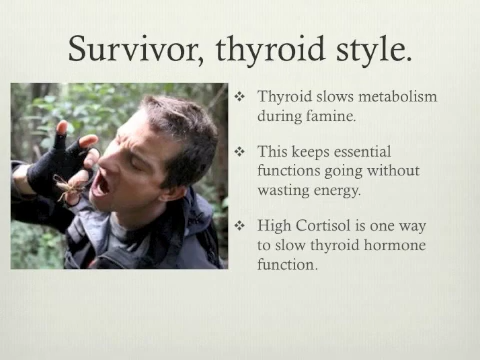 Survivor, thyroid style.
❖ Thyroid slows metabolism
during famine.
❖ This keeps essential
functions going without
wasting energy.
❖ High Cortisol is one way
to slow thyroid hormone
function.